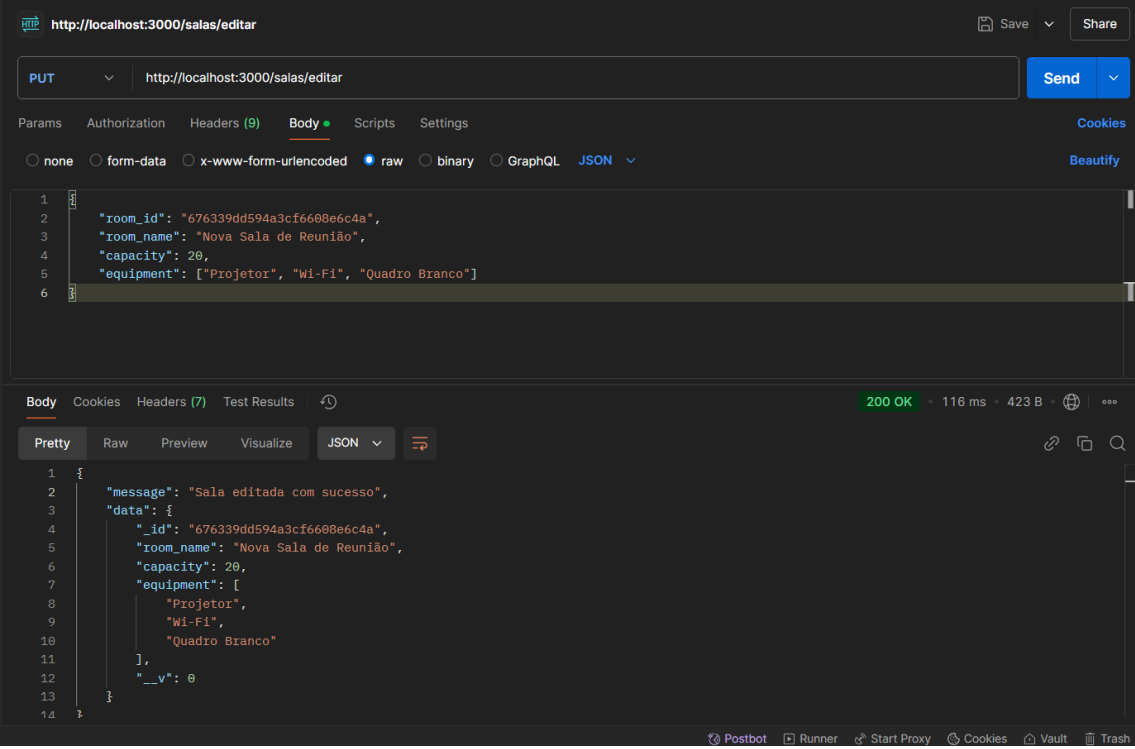 HTTP http://localhost:3000/salas/editar Save Share
PUT http://localhost:3000/salas/editar Send
Params Authorization Headers (9) Body Scripts Settings Cookies
none form-data x-www-form-urlencoded raw binary GraphQL JSON Beautify
1 {
2 "room_id": "676339dd594a3cf6608e6c4a",
3 "room_name": "Nova Sala de Reunião",
4 "capacity": 20,
5 "equipment": ["Projetor", "Wi-Fi", "Quadro Branco"]
6 }
Body Cookies Headers (7) Test Results 200 OK 116 ms 423 B
Pretty Raw Preview Visualize JSON
1 {
2 "message": "Sala editada com sucesso",
3 "data": {
4 "_id": "676339dd594a3cf6608e6c4a",
5 "room_name": "Nova Sala de Reunião",
6 "capacity": 20,
7 "equipment": [
8 "Projetor",
9 "Wi-Fi",
10 "Quadro Branco"
11 ],
12 "__v": 0
13 }
14 }
Postbot Runner Start Proxy Cookies Vault Trash